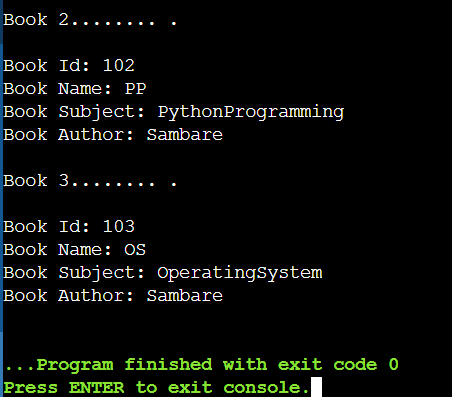 Book 2........ .
Book Id: 102
Book Name: PP
Book Subject: PythonProgramming
Book Author: Sambare
Book 3........ .
Book Id: 103
Book Name: OS
Book Subject: OperatingSystem
Book Author: Sambare
...Program finished with exit code 0
Press ENTER to exit console.